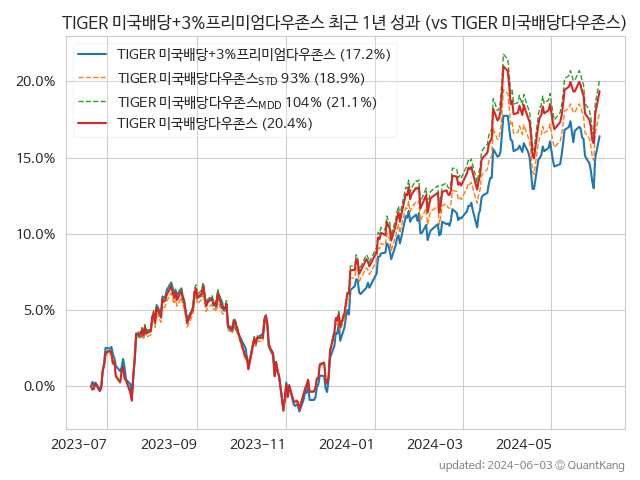 TIGER 미국배당+3%프리미엄다우존스 최근 1년 성과 (vs TIGER 미국배당다우존스)
TIGER 미국배당+3%프리미엄다우존스 (17.2%)
TIGER 미국배당다우존스STD 93% (18.9%)
TIGER 미국배당다우존스MDD 104% (21.1%)
TIGER 미국배당다우존스 (20.4%)
20.0%
15.0%
10.0%
5.0%
0.0%
2023-07 2023-09 2023-11 2024-01 2024-03 2024-05
updated: 2024-06-03 © QuantKang